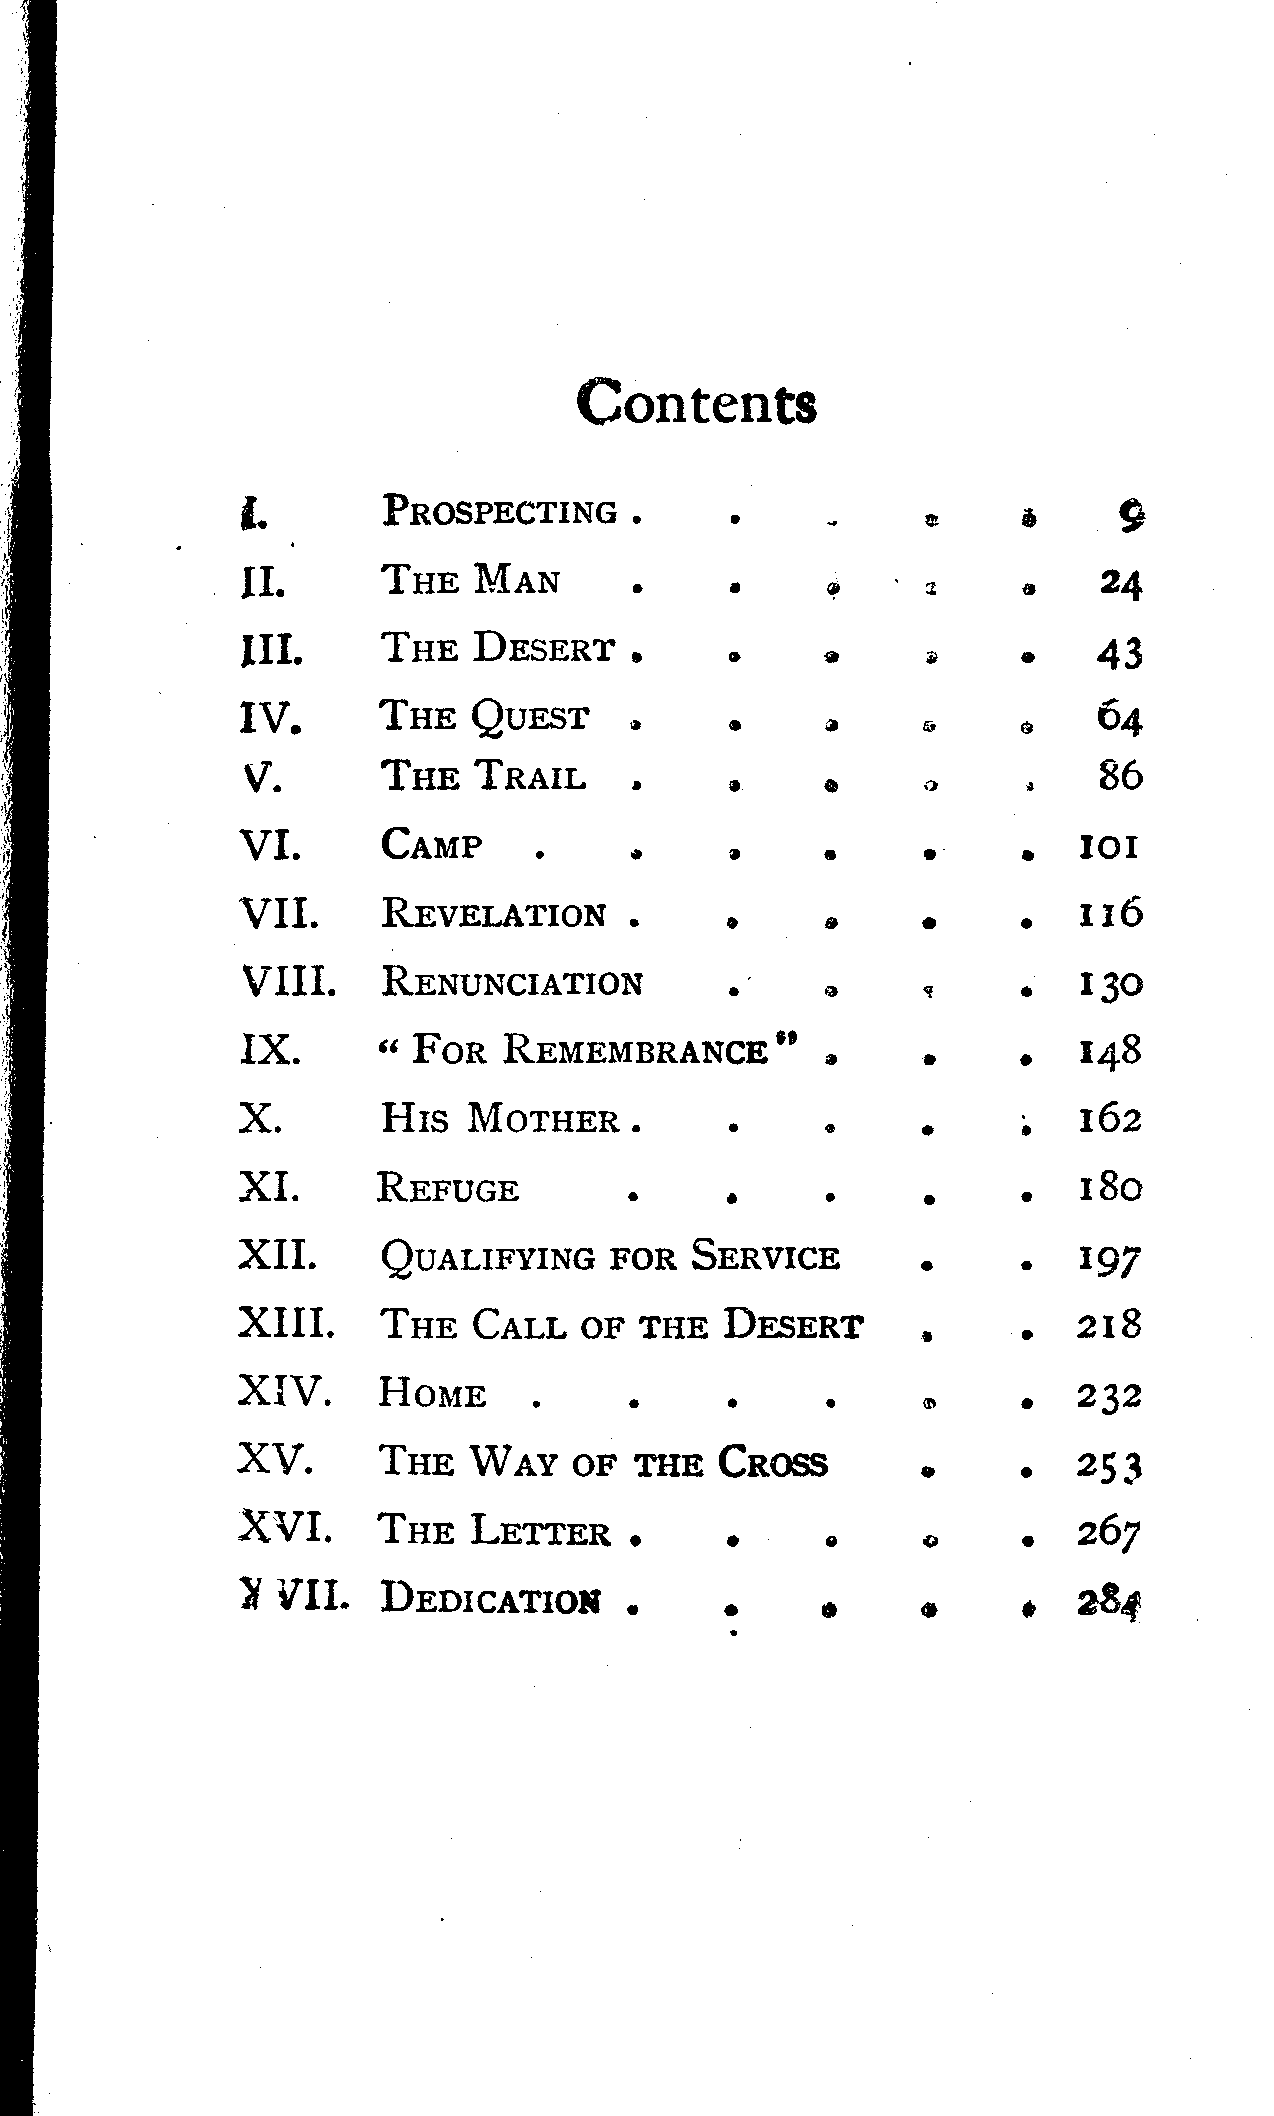 Contents
I. PROSPECTING . . . . . 9
II. THE MAN . . . . . 24
III. THE DESERT . . . . . 43
IV. THE QUEST . . . . . 64
V. THE TRAIL . . . . . 86
VI. CAMP . . . . . . 101
VII. REVELATION . . . . . 116
VIII. RENUNCIATION . . . . 130
IX. “ FOR REMEMBRANCE” . . . 148
X. HIS MOTHER . . . . . 162
XI. REFUGE . . . . . 180
XII. QUALIFYING FOR SERVICE . . 197
XIII. THE CALL OF THE DESERT . . 218
XIV. HOME . . . . . . 232
XV. THE WAY OF THE CROSS . . 253
XVI. THE LETTER . . . . . 267
XVII. DEDICATION . . . . . 284